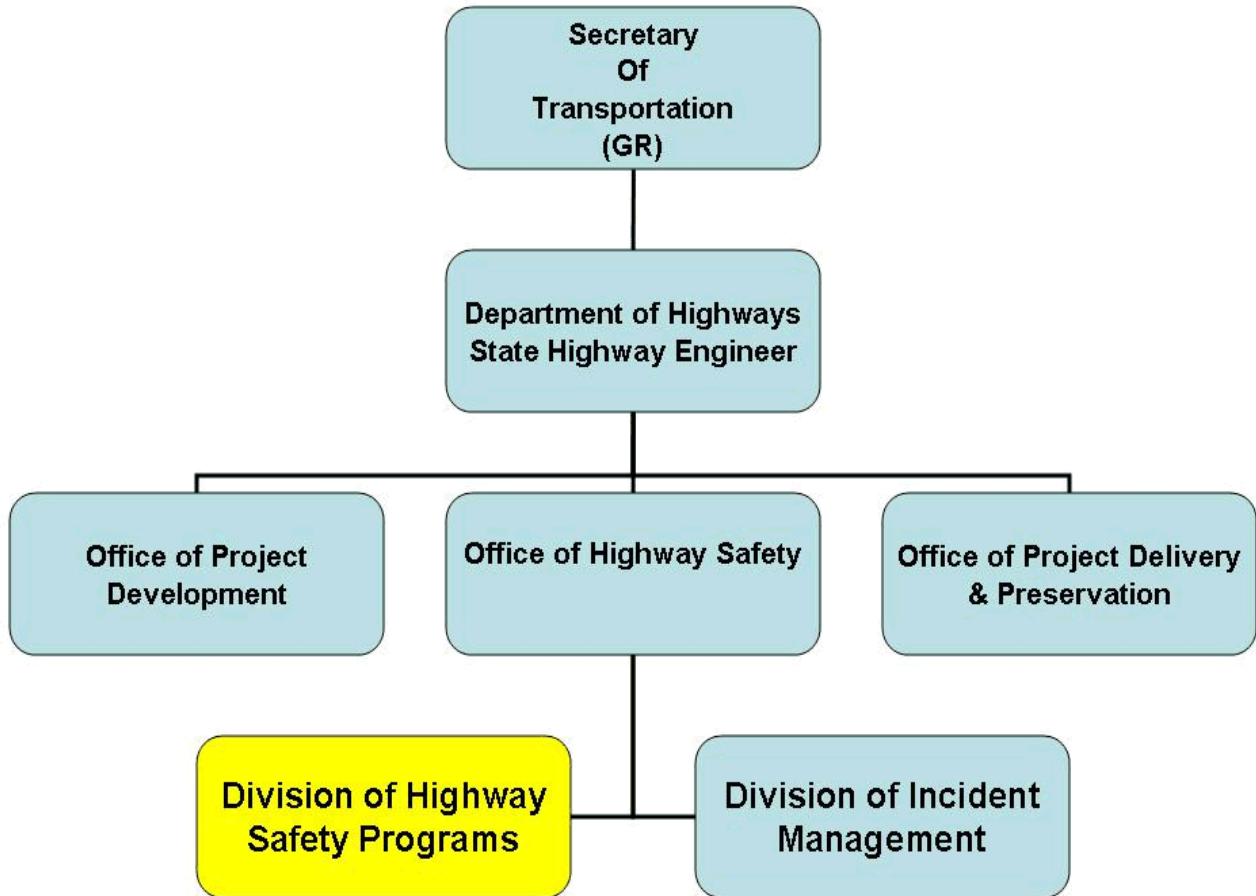 Secretary
Of
Transportation
(GR)
Department of Highways
State Highway Engineer
Office of Project
Development
Office of Highway Safety
Office of Project Delivery
& Preservation
Division of Highway
Safety Programs
Division of Incident
Management